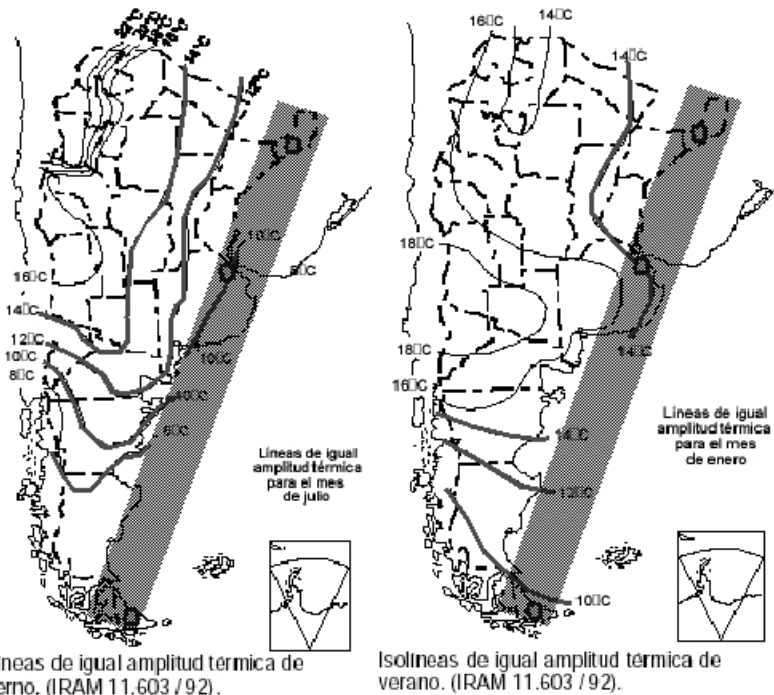 14▯C
12▯C
10▯C
8▯C
16▯C
14▯C
12▯C
10▯C
8▯C
10▯C
10▯C
Líneas de igual
amplitud térmica
para el mes
de julio
íneas de igual amplitud térmica de
erno. (IRAM 11.603 / 92).
16▯C
14▯C
14▯C
18▯C
18▯C
16▯C
14▯C
14▯C
12▯C
10▯C
Líneas de igual
amplitud térmica
para el mes
de enero
Isolíneas de igual amplitud térmica de
verano. (IRAM 11.603 / 92).